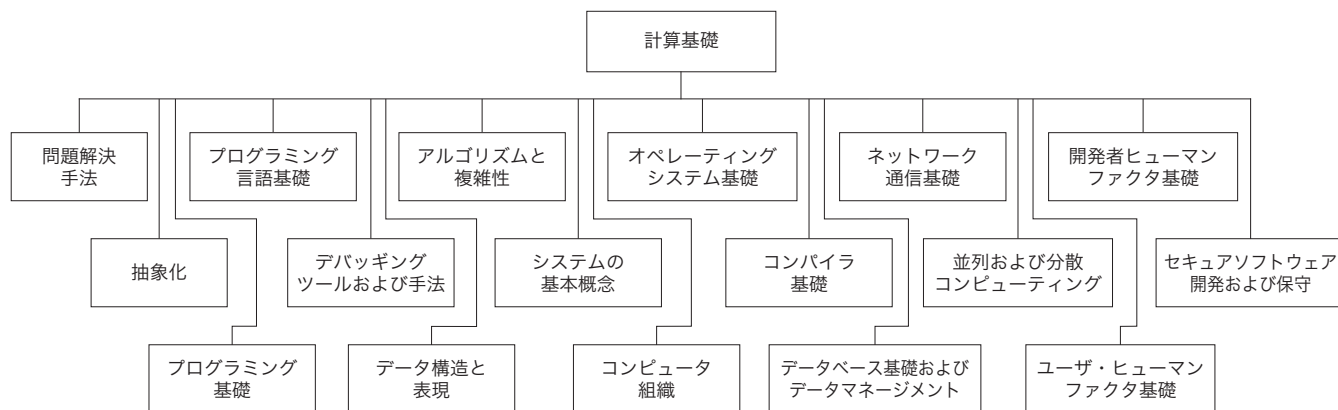 計算基礎
問題解決
手法
プログラミング
言語基礎
アルゴリズムと
複雑性
オペレーティング
システム基礎
ネットワーク
通信基礎
開発者ヒューマン
ファクタ基礎
抽象化
デバッギング
ツールおよび手法
システムの
基本概念
コンパイラ
基礎
並列および分散
コンピューティング
セキュアソフトウェア
開発および保守
プログラミング
基礎
データ構造と
表現
コンピュータ
組織
データベース基礎および
データマネージメント
ユーザ・ヒューマン
ファクタ基礎